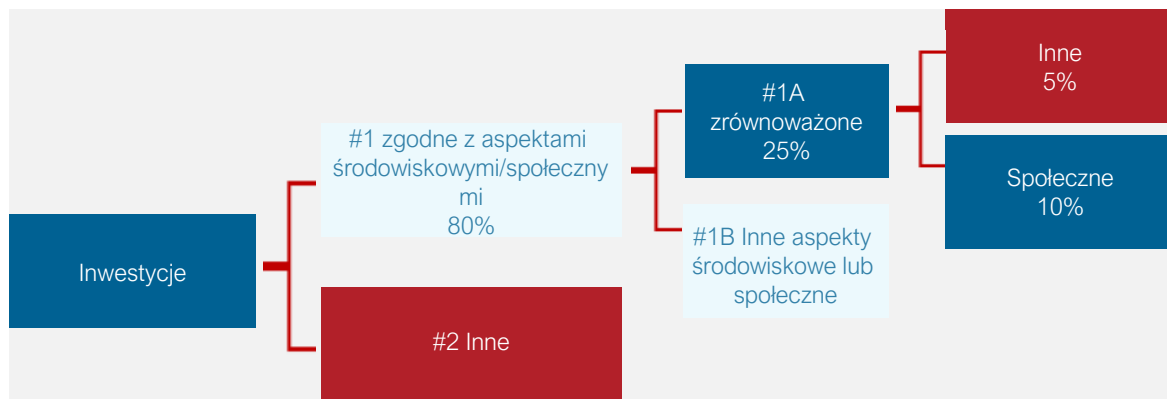 Inwestycje
#1 zgodne z aspektami
środowiskowymi/społeczny
mi
80%
#2 Inne
#1A
zrównoważone
25%
#1B Inne aspekty
środowiskowe lub
społeczne
Inne
5%
Społeczne
10%